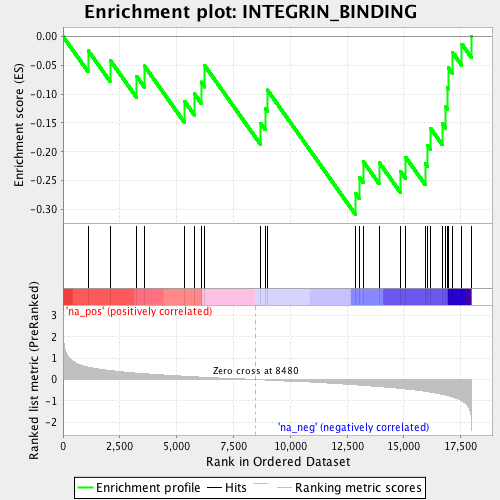 Enrichment plot: INTEGRIN_BINDING
Enrichment score (ES)
0.00
-0.05
-0.10
-0.15
-0.20
-0.25
-0.30
'na_pos' (positively correlated)
Ranked list metric (PreRanked)
3
2
1
0
-1
-2
Zero cross at 8480
'na_neg' (negatively correlated)
0 2,500 5,000 7,500 10,000 12,500 15,000 17,500
Rank in Ordered Dataset
Enrichment profile Hits Ranking metric scores